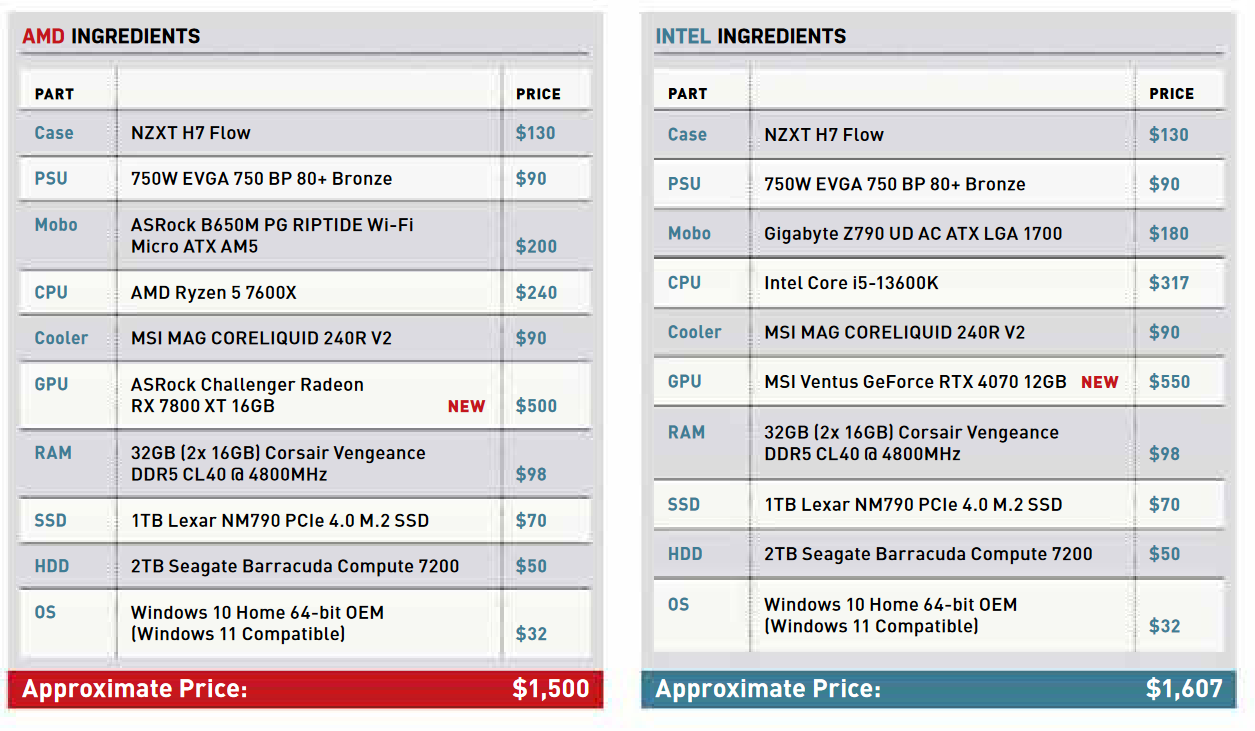 AMD INGREDIENTS
PART PRICE
Case NZXT H7 Flow $130
PSU 750W EVGA 750 BP 80+ Bronze $90
Mobo ASRock B650M PG RIPTIDE Wi-Fi
Micro ATX AM5 $200
CPU AMD Ryzen 5 7600X $240
Cooler MSI MAG CORELIQUID 240R V2 $90
GPU ASRock Challenger Radeon
RX 7800 XT 16GB NEW $500
RAM 32GB (2x 16GB) Corsair Vengeance
DDR5 CL40 @ 4800MHz $98
SSD 1TB Lexar NM790 PCIe 4.0 M.2 SSD $70
HDD 2TB Seagate Barracuda Compute 7200 $50
OS Windows 10 Home 64-bit OEM
(Windows 11 Compatible) $32
Approximate Price: $1,500
INTEL INGREDIENTS
PART PRICE
Case NZXT H7 Flow $130
PSU 750W EVGA 750 BP 80+ Bronze $90
Mobo Gigabyte Z790 UD AC ATX LGA 1700 $180
CPU Intel Core i5-13600K $317
Cooler MSI MAG CORELIQUID 240R V2 $90
GPU MSI Ventus GeForce RTX 4070 12GB NEW $550
RAM 32GB (2x 16GB) Corsair Vengeance
DDR5 CL40 @ 4800MHz $98
SSD 1TB Lexar NM790 PCIe 4.0 M.2 SSD $70
HDD 2TB Seagate Barracuda Compute 7200 $50
OS Windows 10 Home 64-bit OEM
(Windows 11 Compatible) $32
Approximate Price: $1,607